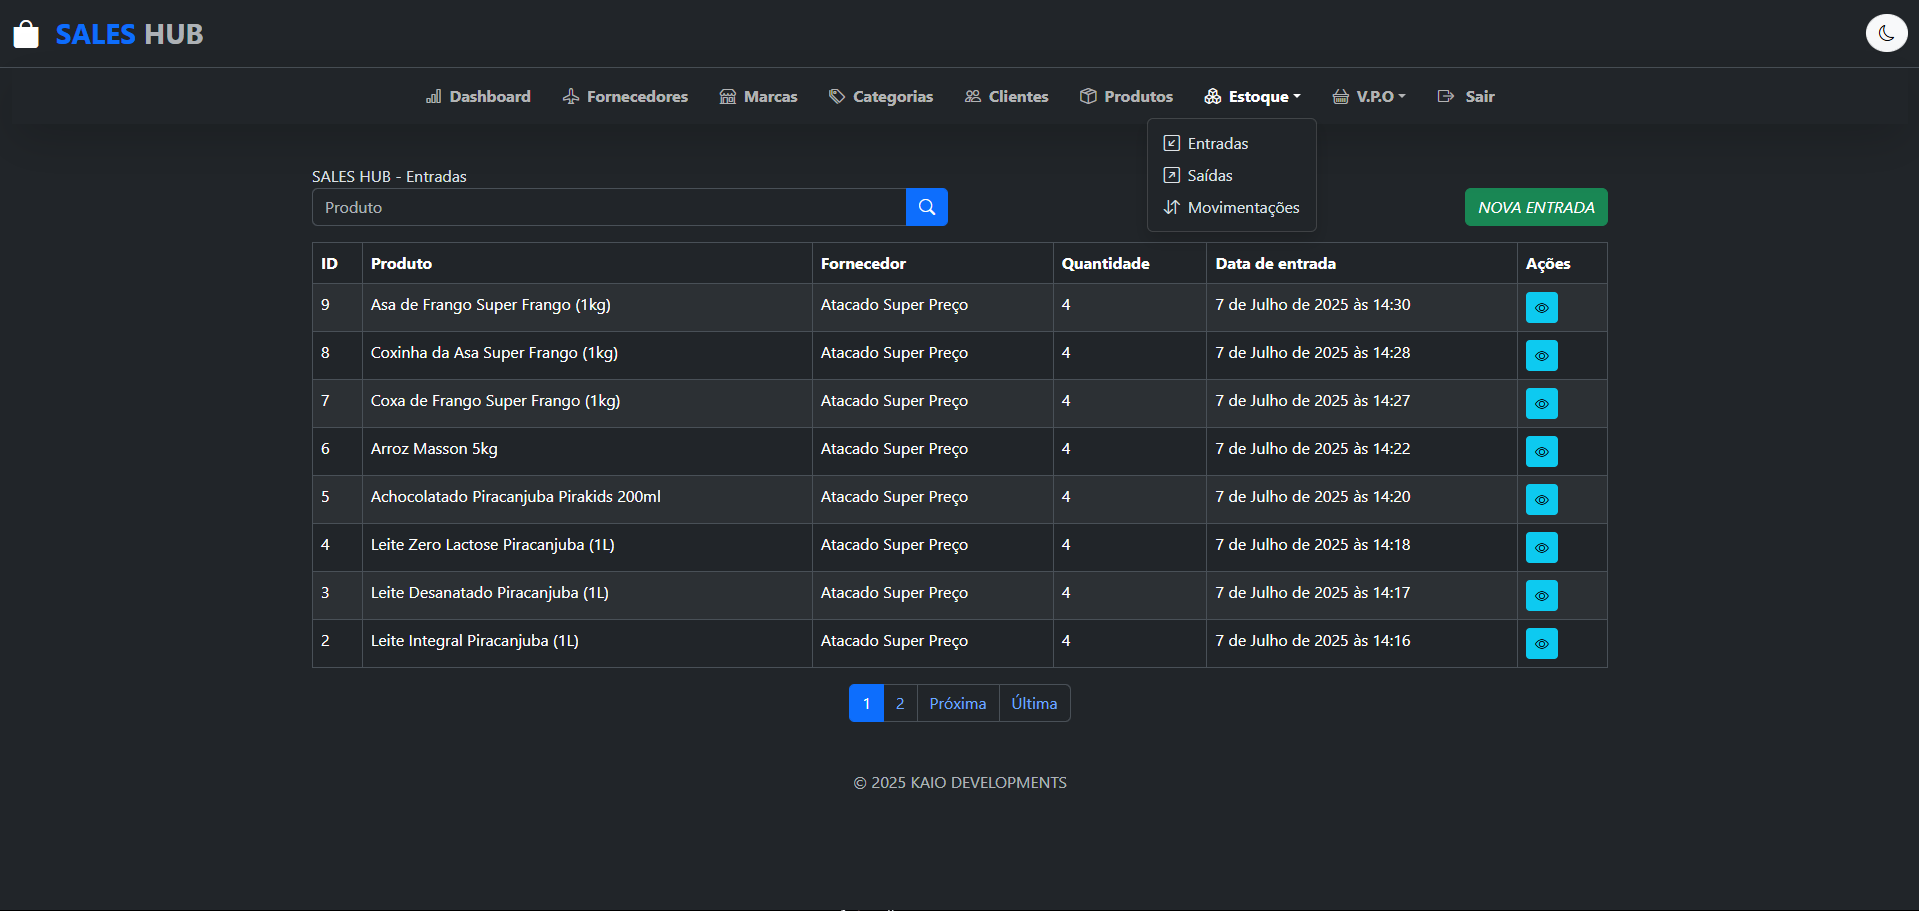 SALES HUB
Dashboard Fornecedores Marcas Categorias Clientes Produtos Estoque V.P.O Sair
Entradas
Saídas
Movimentações
SALES HUB - Entradas
Produto
NOVA ENTRADA
ID Produto Fornecedor Quantidade Data de entrada Ações
9 Asa de Frango Super Frango (1kg) Atacado Super Preço 4 7 de Julho de 2025 às 14:30
8 Coxinha da Asa Super Frango (1kg) Atacado Super Preço 4 7 de Julho de 2025 às 14:28
7 Coxa de Frango Super Frango (1kg) Atacado Super Preço 4 7 de Julho de 2025 às 14:27
6 Arroz Masson 5kg Atacado Super Preço 4 7 de Julho de 2025 às 14:22
5 Achocolatado Piracanjuba Pirakids 200ml Atacado Super Preço 4 7 de Julho de 2025 às 14:20
4 Leite Zero Lactose Piracanjuba (1L) Atacado Super Preço 4 7 de Julho de 2025 às 14:18
3 Leite Desanatado Piracanjuba (1L) Atacado Super Preço 4 7 de Julho de 2025 às 14:17
2 Leite Integral Piracanjuba (1L) Atacado Super Preço 4 7 de Julho de 2025 às 14:16
1 2 Próxima Última
© 2025 KAIO DEVELOPMENTS